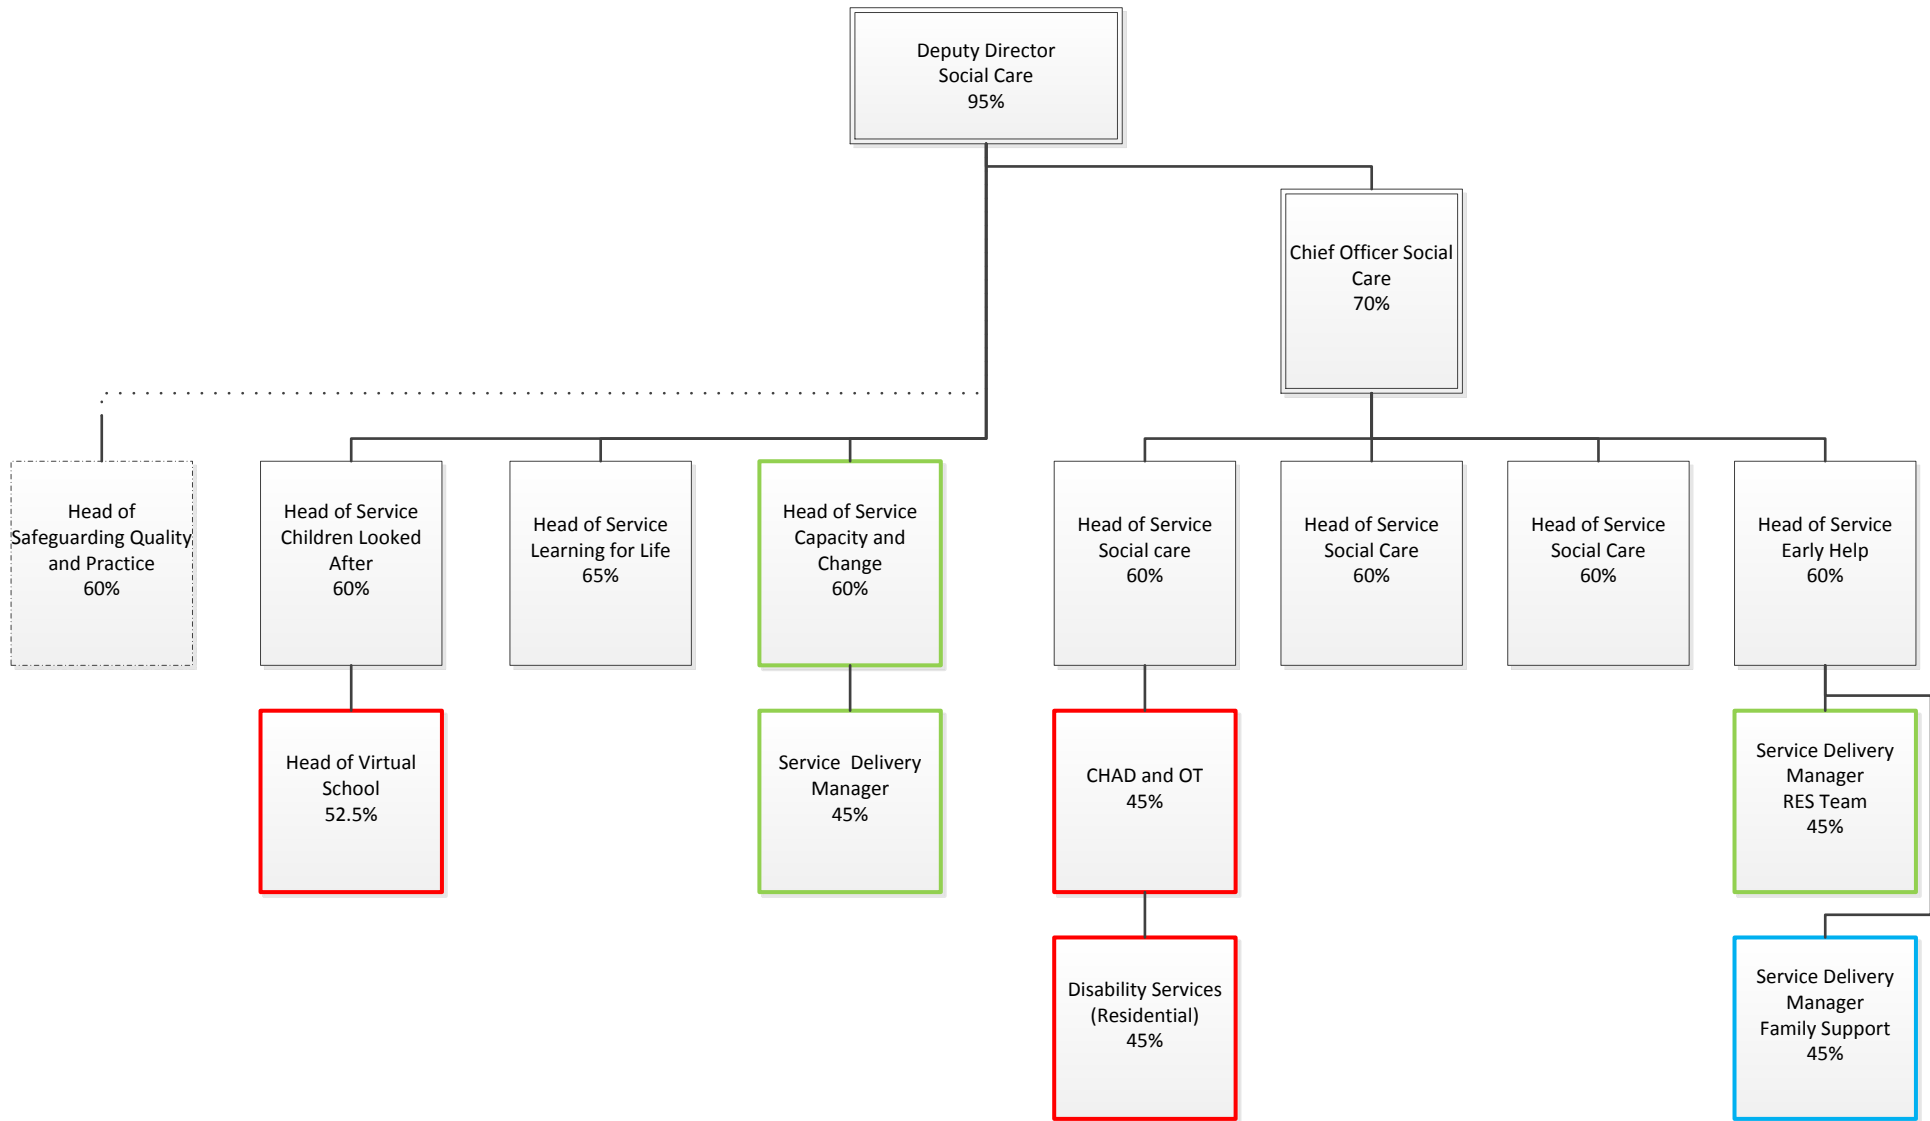 Deputy Director
Social Care
95%
Chief Officer Social
Care
70%
Head of
Safeguarding Quality
and Practice
60%
Head of Service
Children Looked
After
60%
Head of Service
Learning for Life
65%
Head of Service
Capacity and
Change
60%
Head of Service
Social care
60%
Head of Service
Social Care
60%
Head of Service
Social Care
60%
Head of Service
Early Help
60%
Head of Virtual
School
52.5%
Service  Delivery
Manager
45%
CHAD and OT
45%
Service Delivery
Manager
RES Team
45%
Disability Services
(Residential)
45%
Service Delivery
Manager
Family Support
45%